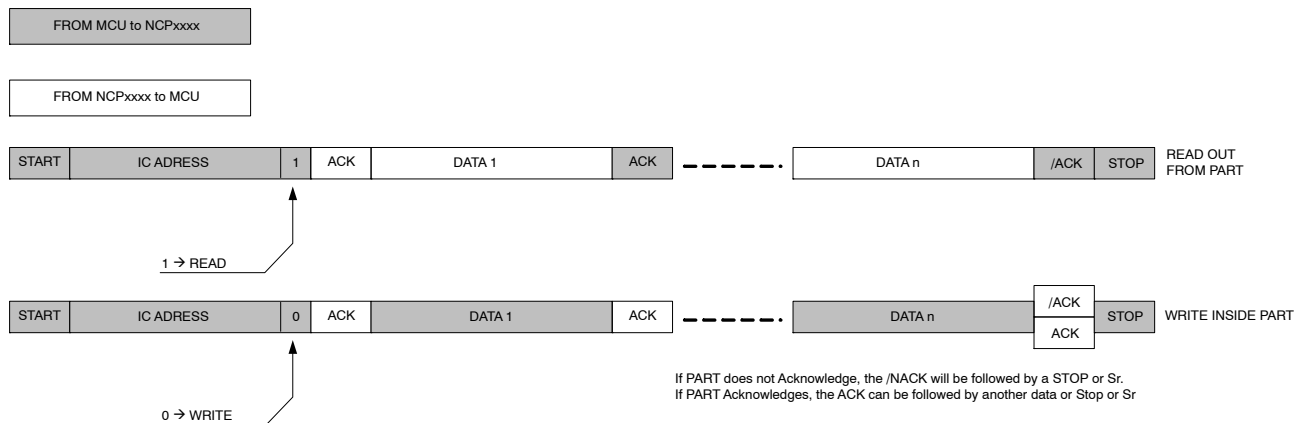 FROM MCU to NCPxxxx
FROM NCPxxxx to MCU
START IC ADRESS 1 ACK DATA 1 ACK DATA n /ACK STOP READ OUT
FROM PART
1 → READ
START IC ADRESS 0 ACK DATA 1 ACK DATA n /ACK STOP WRITE INSIDE PART
ACK
If PART does not Acknowledge, the /NACK will be followed by a STOP or Sr.
If PART Acknowledges, the ACK can be followed by another data or Stop or Sr
0 → WRITE